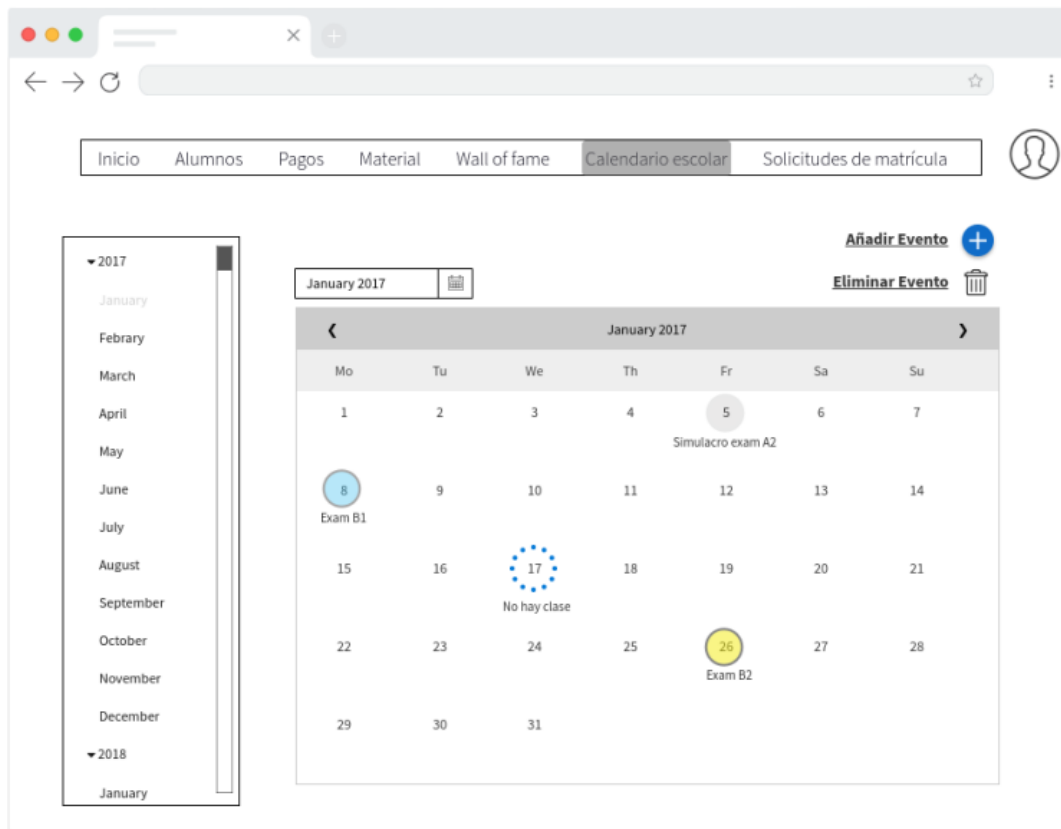 Inicio Alumnos Pagos Material Wall of fame Calendario escolar Solicitudes de matrícula
Añadir Evento
Eliminar Evento
2017
January
Febrary
March
April
May
June
July
August
September
October
November
December
2018
January
January 2017
January 2017
Mo Tu We Th Fr Sa Su
1 2 3 4 5 6 7
Simulacro exam A2
8 9 10 11 12 13 14
Exam B1
15 16 17 18 19 20 21
No hay clase
22 23 24 25 26 27 28
Exam B2
29 30 31